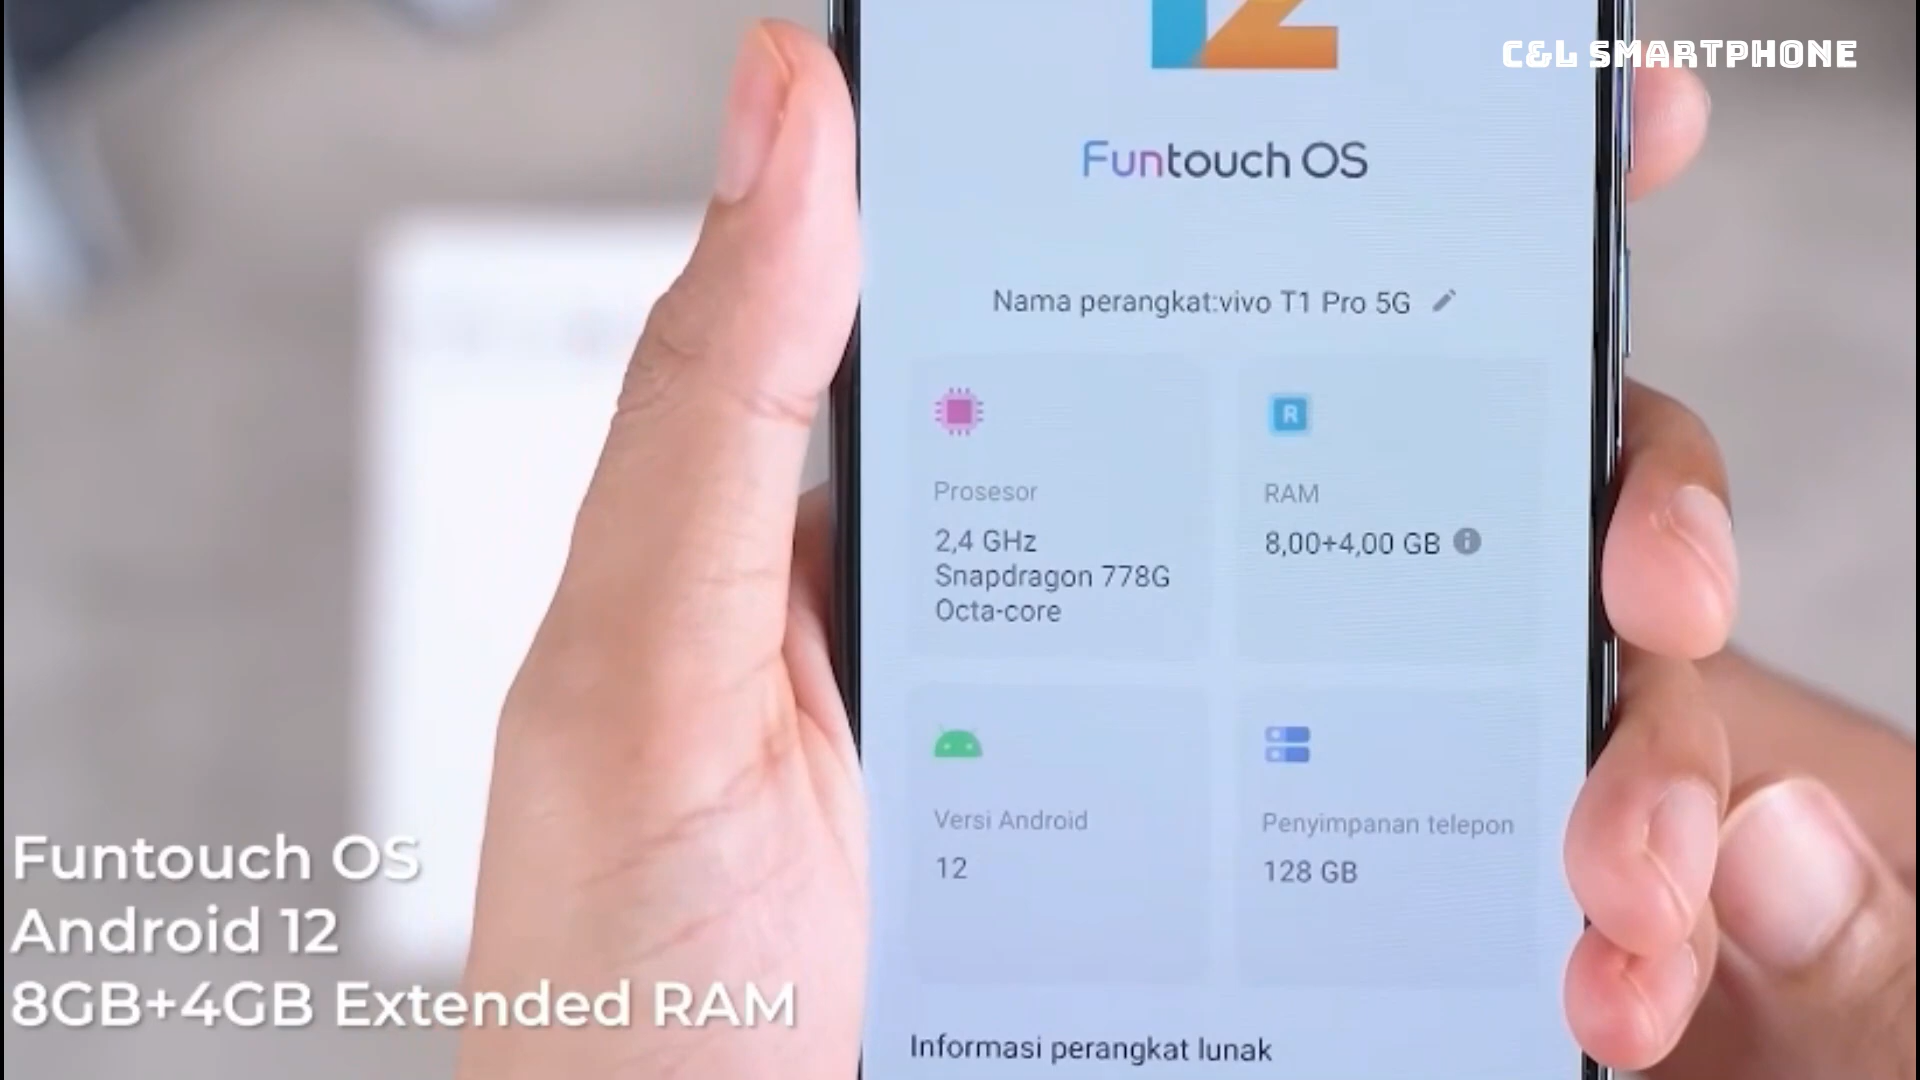 C&L SMARTPHONE
12
Funtouch OS
Nama perangkat:vivo T1 Pro 5G
Prosesor
2,4 GHz
Snapdragon 778G
Octa-core
R
RAM
8,00+4,00 GB
Versi Android
12
Penyimpanan telepon
128 GB
Informasi perangkat lunak
Funtouch OS
Android 12
8GB+4GB Extended RAM